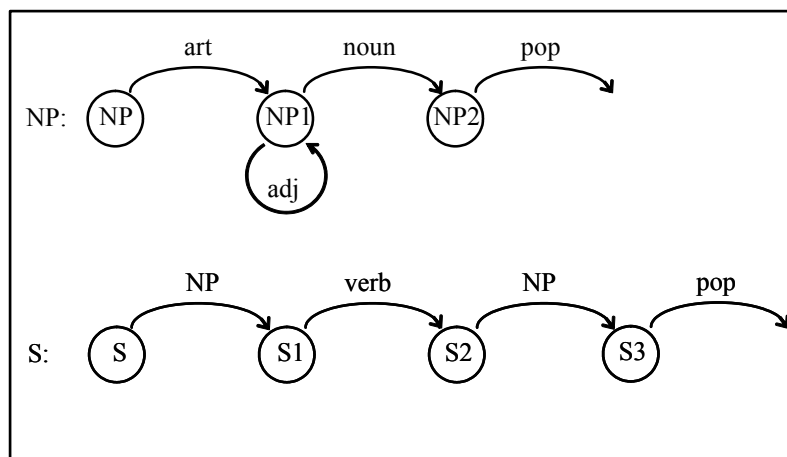 art noun pop
NP: NP NP1 NP2
adj
NP verb NP pop
S: S S1 S2 S3